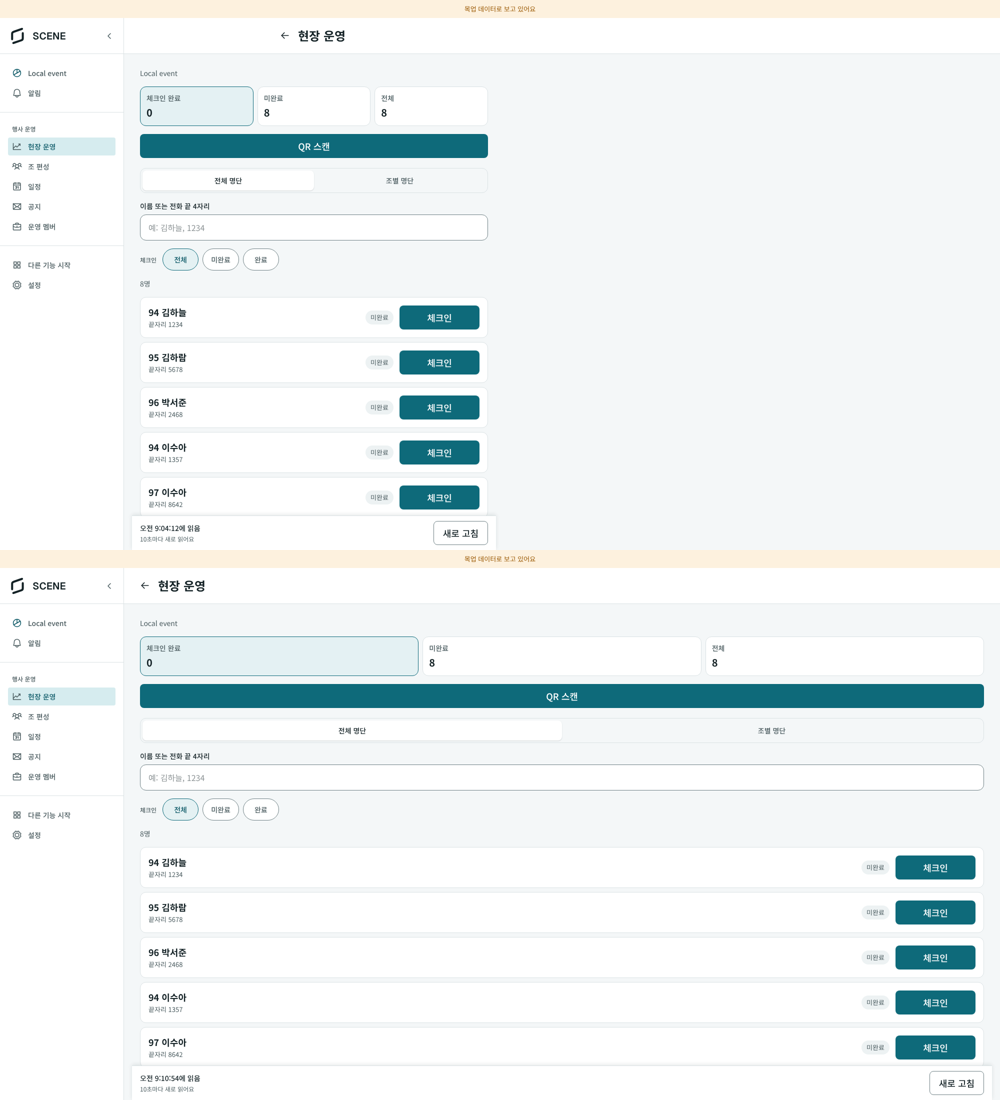 목업 데이터로 보고 있어요
SCENE
현장 운영
Local event
알림
행사 운영
현장 운영
조 편성
일정
공지
운영 멤버
다른 기능 시작
설정
Local event
체크인 완료
0
미완료
8
전체
8
QR 스캔
전체 명단
조별 명단
이름 또는 전화 끝 4자리
예: 김하늘, 1234
체크인
전체
미완료
완료
8명
94 김하늘
끝자리 1234
미완료
체크인
95 김하람
끝자리 5678
미완료
체크인
96 박서준
끝자리 2468
미완료
체크인
94 이수아
끝자리 1357
미완료
체크인
97 이수아
끝자리 8642
미완료
체크인
오전 9:04:12에 읽음
10초마다 새로 읽어요
새로 고침
목업 데이터로 보고 있어요
SCENE
현장 운영
Local event
알림
행사 운영
현장 운영
조 편성
일정
공지
운영 멤버
다른 기능 시작
설정
Local event
체크인 완료
0
미완료
8
전체
8
QR 스캔
전체 명단
조별 명단
이름 또는 전화 끝 4자리
예: 김하늘, 1234
체크인
전체
미완료
완료
8명
94 김하늘
끝자리 1234
미완료
체크인
95 김하람
끝자리 5678
미완료
체크인
96 박서준
끝자리 2468
미완료
체크인
94 이수아
끝자리 1357
미완료
체크인
97 이수아
끝자리 8642
미완료
체크인
오전 9:10:54에 읽음
10초마다 새로 읽어요
새로 고침